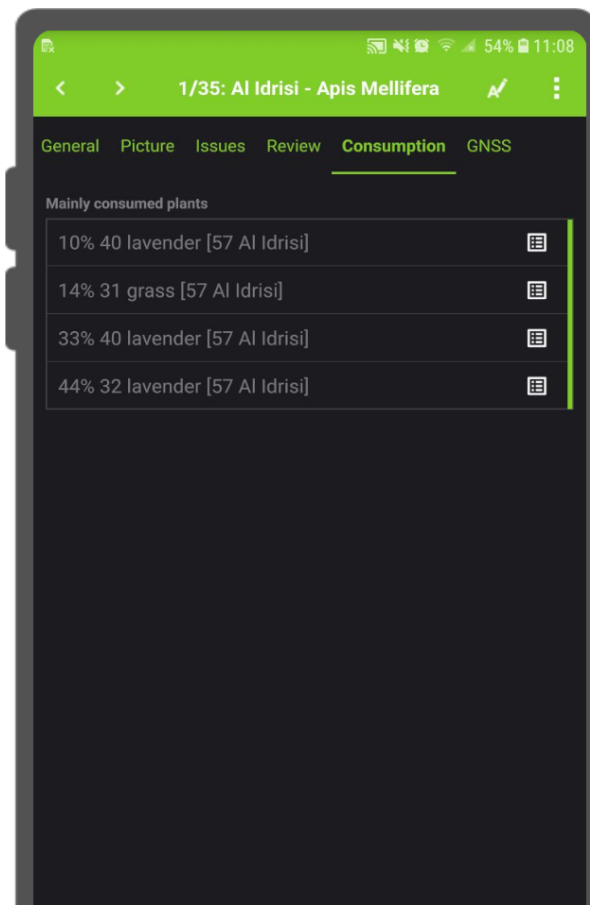 54% 11:08
1/35: Al Idrisi - Apis Mellifera
General Picture Issues Review Consumption GNSS
Mainly consumed plants
10% 40 lavender [57 Al Idrisi]
14% 31 grass [57 Al Idrisi]
33% 40 lavender [57 Al Idrisi]
44% 32 lavender [57 Al Idrisi]